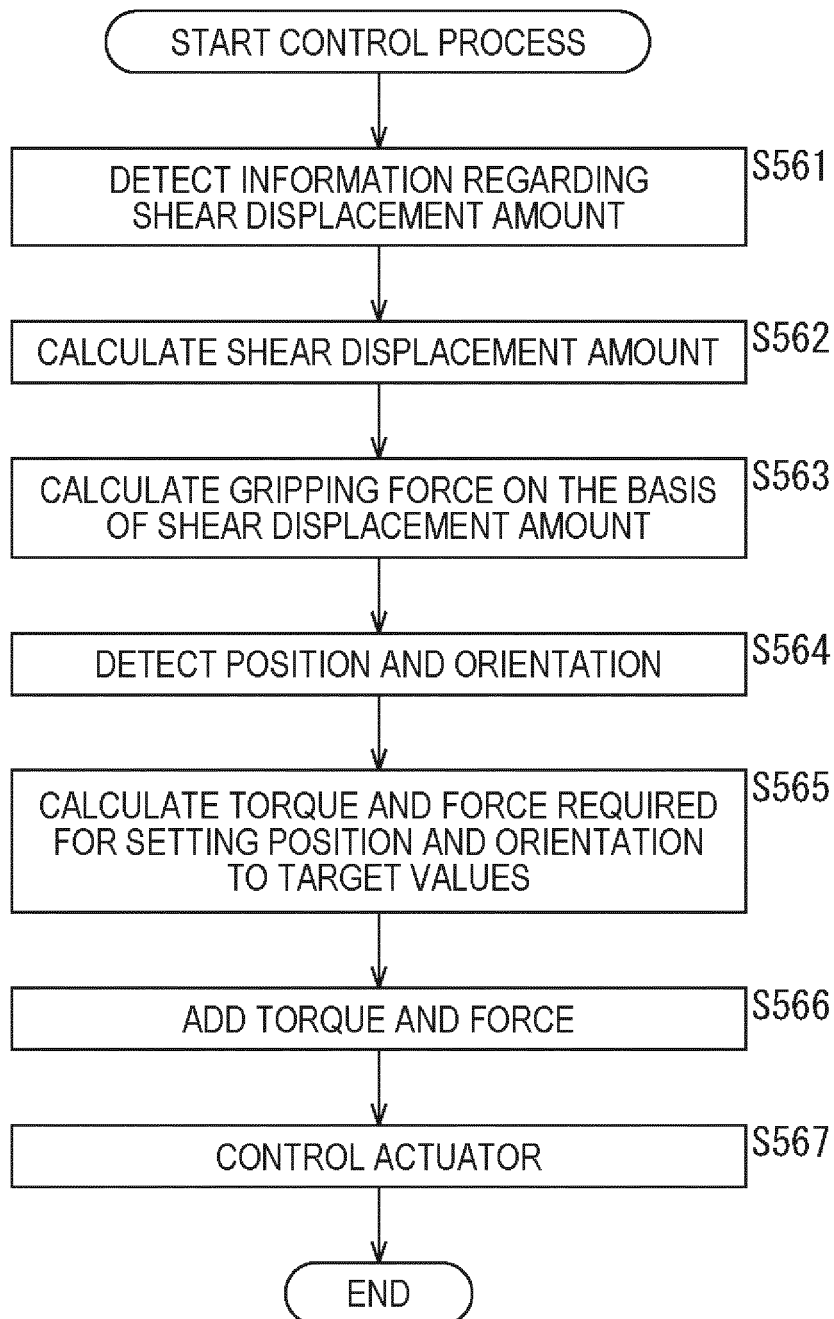 START CONTROL PROCESS
S561
DETECT INFORMATION REGARDING
SHEAR DISPLACEMENT AMOUNT
S562
CALCULATE SHEAR DISPLACEMENT AMOUNT
S563
CALCULATE GRIPPING FORCE ON THE BASIS
OF SHEAR DISPLACEMENT AMOUNT
S564
DETECT POSITION AND ORIENTATION
S565
CALCULATE TORQUE AND FORCE REQUIRED
FOR SETTING POSITION AND ORIENTATION
TO TARGET VALUES
S566
ADD TORQUE AND FORCE
S567
CONTROL ACTUATOR
END